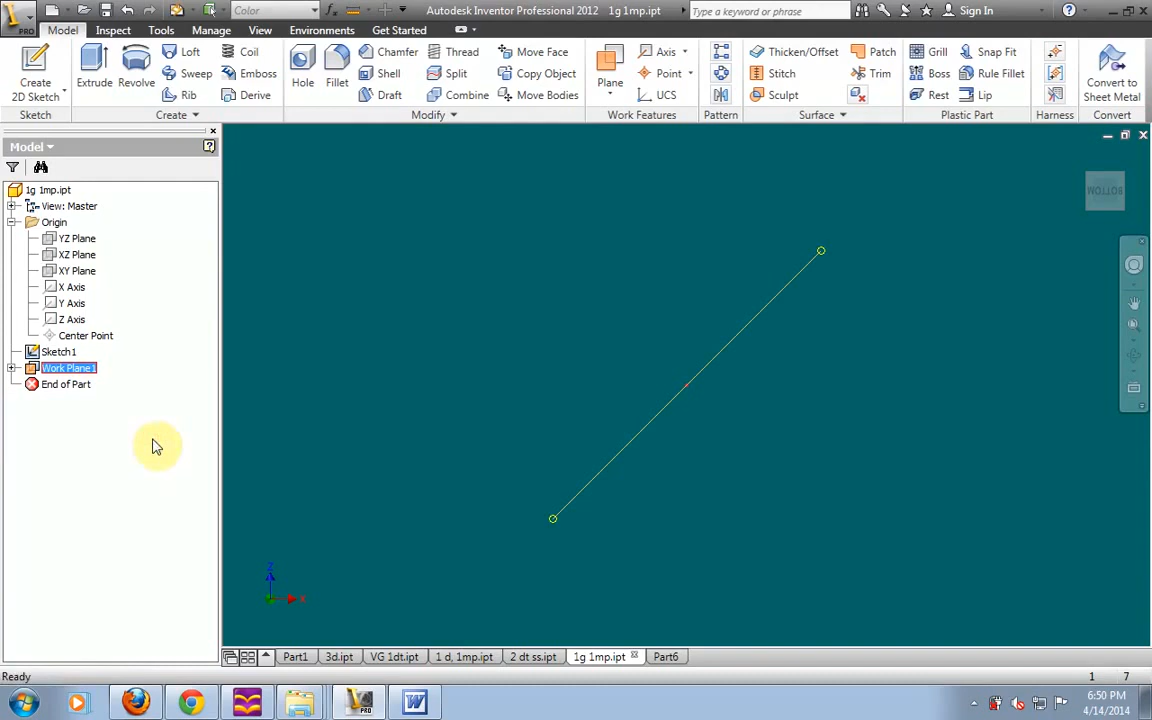 PRO
Color
Autodesk Inventor Professional 2012 1g 1mp.ipt
Type a keyword or phrase
Sign In
Model Inspect Tools Manage View Environments Get Started
Create 2D Sketch
Extrude
Revolve
Loft
Sweep
Rib
Coil
Emboss
Derive
Hole
Fillet
Chamfer
Shell
Draft
Thread
Split
Combine
Move Face
Copy Object
Move Bodies
Plane
Axis
Point
UCS
Thicken/Offset
Stitch
Sculpt
Patch
Trim
Grill
Boss
Rest
Snap Fit
Rule Fillet
Lip
Convert to Sheet Metal
Sketch Create Modify Work Features Pattern Surface Plastic Part Harness Convert
Model
1g 1mp.ipt
View: Master
Origin
YZ Plane
XZ Plane
XY Plane
X Axis
Y Axis
Z Axis
Center Point
Sketch1
Work Plane1
End of Part
BOTTOM
Z
X
Part1 3d.ipt VG 1dt.ipt 1 d, 1mp.ipt 2 dt ss.ipt 1g 1mp.ipt Part6
Ready 1 7
PRO
6:50 PM
4/14/2014